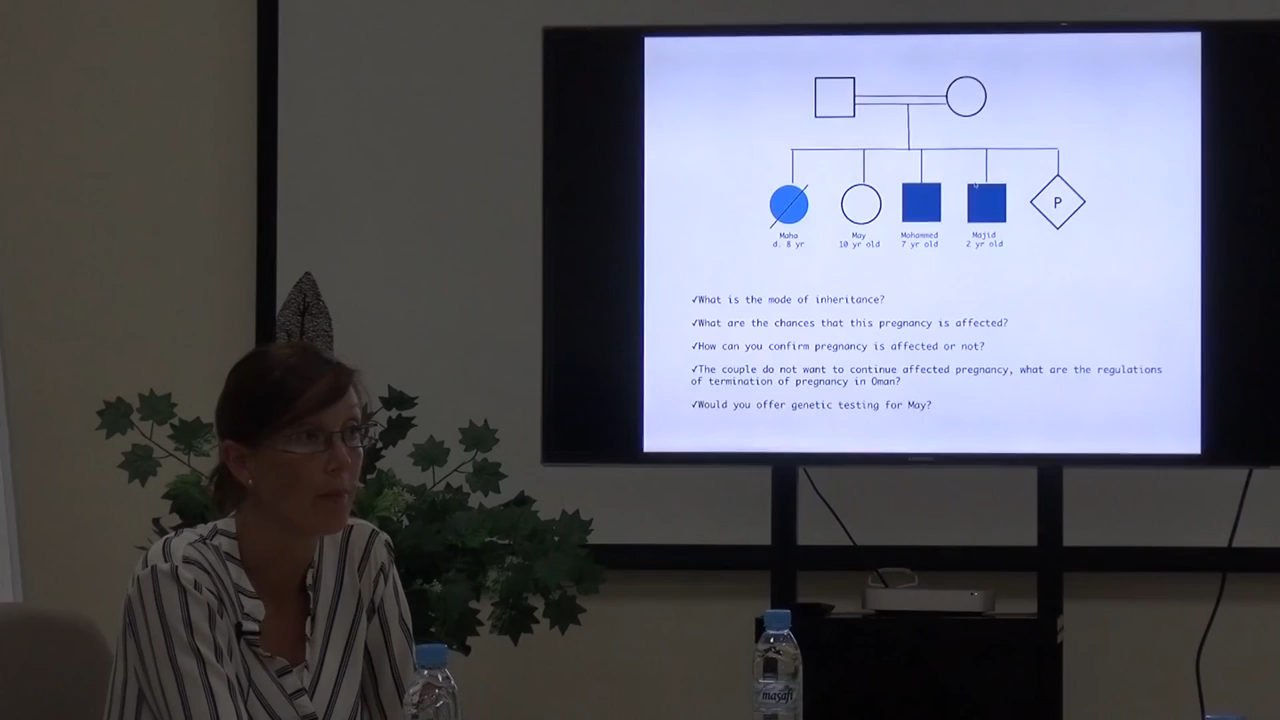 P
Maha
d. 8 yr
May
10 yr old
Mohammed
7 yr old
Majid
2 yr old
✓What is the mode of inheritance?
✓What are the chances that this pregnancy is affected?
✓How can you confirm pregnancy is affected or not?
✓The couple do not want to continue affected pregnancy, what are the regulations
of termination of pregnancy in Oman?
✓Would you offer genetic testing for May?
masafi